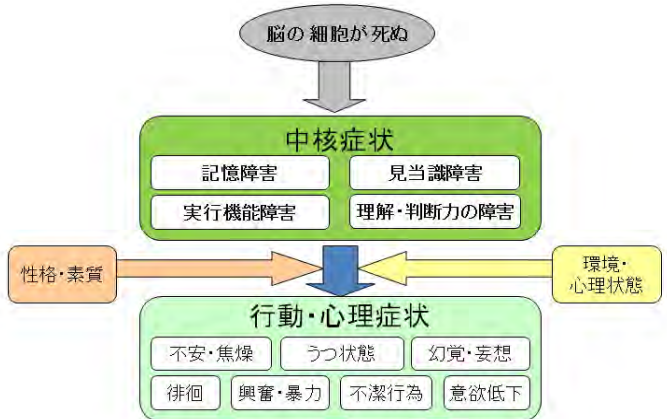 脳の細胞が死ぬ
中核症状
記憶障害
見当識障害
実行機能障害
理解・判断力の障害
性格・素質
環境・
心理状態
行動・心理症状
不安・焦燥
うつ状態
幻覚・妄想
徘徊
興奮・暴力
不潔行為
意欲低下